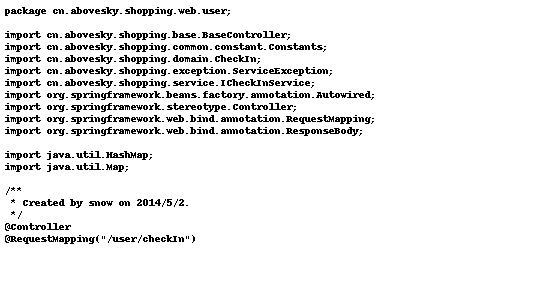 package cn.abovesky.shopping.web.user;

import cn.abovesky.shopping.base.BaseController;
import cn.abovesky.shopping.common.constant.Constants;
import cn.abovesky.shopping.domain.CheckIn;
import cn.abovesky.shopping.exception.ServiceException;
import cn.abovesky.shopping.service.ICheckInService;
import org.springframework.beans.factory.annotation.Autowired;
import org.springframework.stereotype.Controller;
import org.springframework.web.bind.annotation.RequestMapping;
import org.springframework.web.bind.annotation.ResponseBody;

import java.util.HashMap;
import java.util.Map;

/**
 * Created by snow on 2014/5/2.
 */
@Controller
@RequestMapping("/user/checkIn")